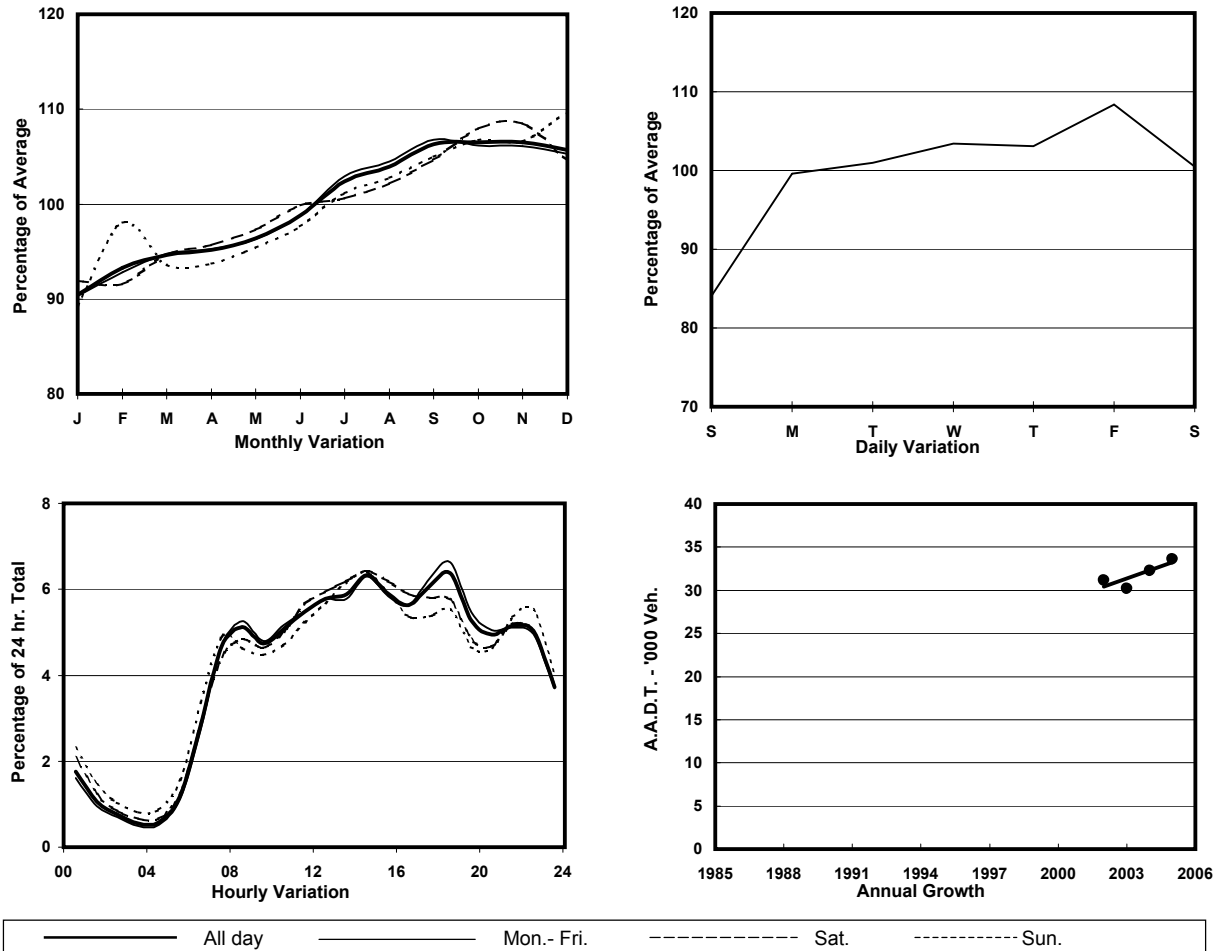 120
110
100
90
80
Percentage of Average
J F M A M J J A S O N D
Monthly Variation
120
110
100
90
80
70
Percentage of Average
S M T W T F S
Daily Variation
8
6
4
2
0
Percentage of 24 hr. Total
00 04 08 12 16 20 24
Hourly Variation
40
35
30
25
20
15
10
5
0
A.A.D.T. - '000 Veh.
1985 1988 1991 1994 1997 2000 2003 2006
Annual Growth
All day Mon.- Fri. Sat. Sun.